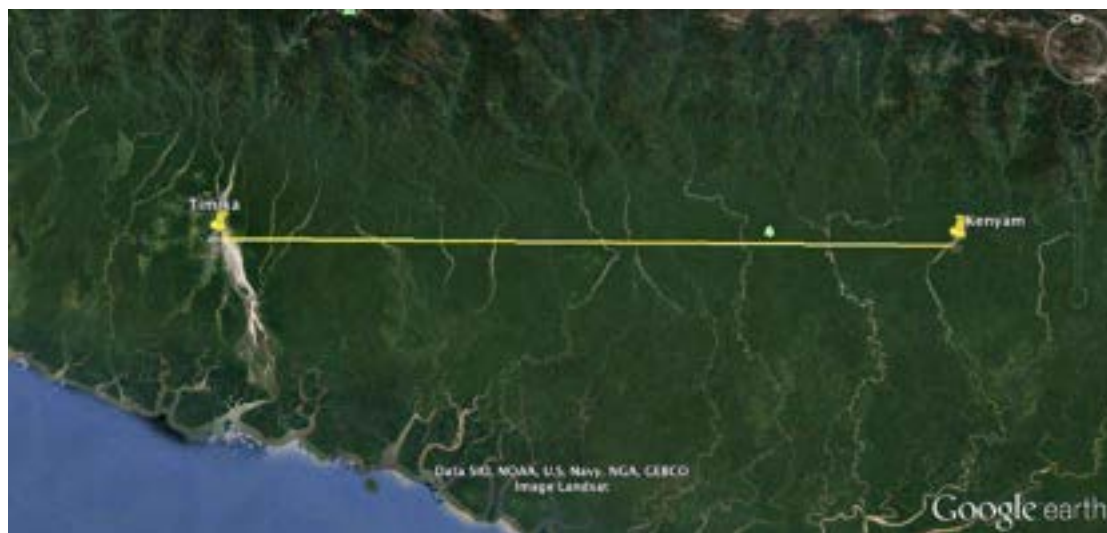 Timika
Kenyam
Data SIO, NOAA, U.S. Navy, NGA, GEBCO
Image Landsat
Google earth